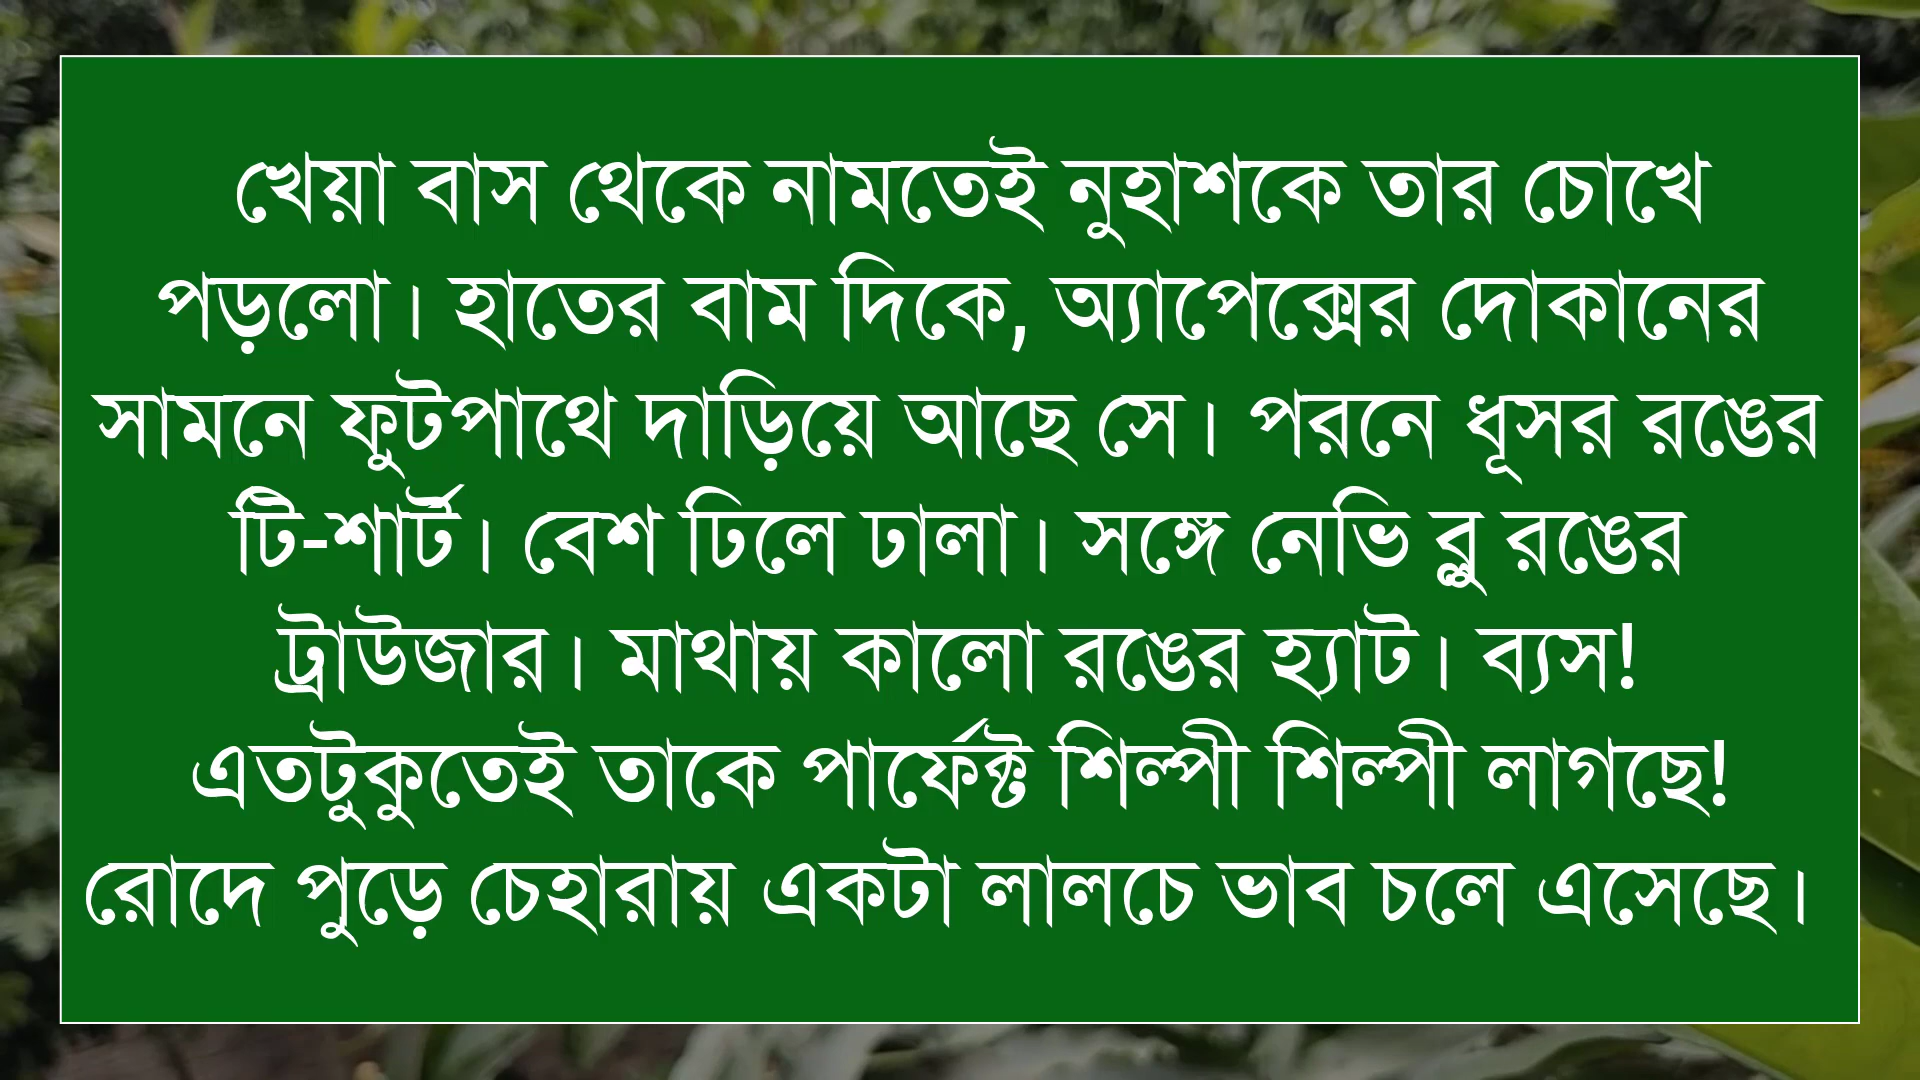 খেয়া বাস থেকে নামতেই নুহাশকে তার চোখে
পড়লো। হাতের বাম দিকে, অ্যাপেক্সের দোকানের
সামনে ফুটপাথে দাড়িয়ে আছে সে। পরনে ধূসর রঙের
টি-শার্ট। বেশ ঢিলে ঢালা। সঙ্গে নেভি ব্লু রঙের
ট্রাউজার। মাথায় কালো রঙের হ্যাট। ব্যস!
এতটুকুতেই তাকে পার্ফেক্ট শিল্পী শিল্পী লাগছে!
রোদে পুড়ে চেহারায় একটা লালচে ভাব চলে এসেছে।